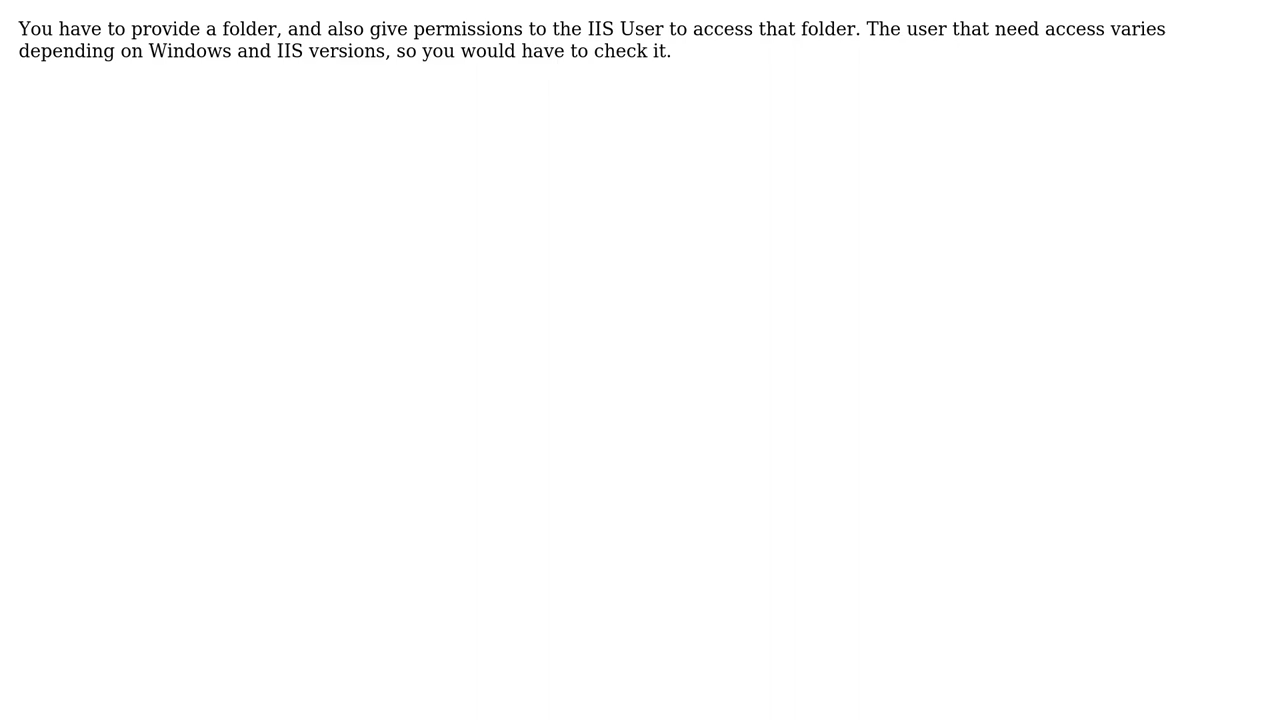 You have to provide a folder, and also give permissions to the IIS User to access that folder. The user that need access varies
depending on Windows and IIS versions, so you would have to check it.